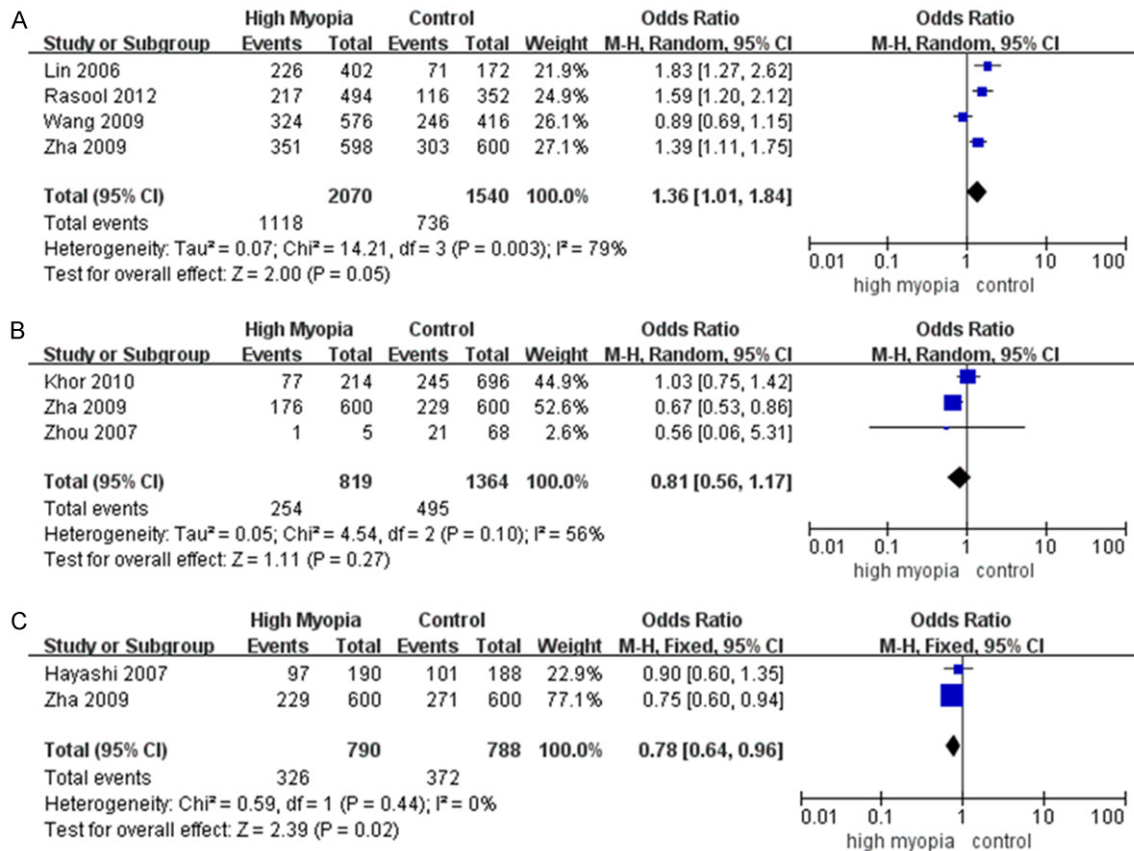 A
High Myopia Control Odds Ratio Odds Ratio
Study or Subgroup Events Total Events Total Weight M-H, Random, 95% CI M-H, Random, 95% CI
Lin 2006 226 402 71 172 21.9% 1.83 [1.27, 2.62]
Rasool 2012 217 494 116 352 24.9% 1.59 [1.20, 2.12]
Wang 2009 324 576 246 416 26.1% 0.89 [0.69, 1.15]
Zha 2009 351 598 303 600 27.1% 1.39 [1.11, 1.75]
Total (95% CI) 2070 1540 100.0% 1.36 [1.01, 1.84]
Total events 1118 736
Heterogeneity: Tau² = 0.07; Chi² = 14.21, df = 3 (P = 0.003); I² = 79%
Test for overall effect: Z = 2.00 (P = 0.05)
0.01 0.1 1 10 100
high myopia control
B
High Myopia Control Odds Ratio Odds Ratio
Study or Subgroup Events Total Events Total Weight M-H, Random, 95% CI M-H, Random, 95% CI
Khor 2010 77 214 245 696 44.9% 1.03 [0.75, 1.42]
Zha 2009 176 600 229 600 52.6% 0.67 [0.53, 0.86]
Zhou 2007 1 5 21 68 2.6% 0.56 [0.06, 5.31]
Total (95% CI) 819 1364 100.0% 0.81 [0.56, 1.17]
Total events 254 495
Heterogeneity: Tau² = 0.05; Chi² = 4.54, df = 2 (P = 0.10); I² = 56%
Test for overall effect: Z = 1.11 (P = 0.27)
0.01 0.1 1 10 100
high myopia control
C
High Myopia Control Odds Ratio Odds Ratio
Study or Subgroup Events Total Events Total Weight M-H, Fixed, 95% CI M-H, Fixed, 95% CI
Hayashi 2007 97 190 101 188 22.9% 0.90 [0.60, 1.35]
Zha 2009 229 600 271 600 77.1% 0.75 [0.60, 0.94]
Total (95% CI) 790 788 100.0% 0.78 [0.64, 0.96]
Total events 326 372
Heterogeneity: Chi² = 0.59, df = 1 (P = 0.44); I² = 0%
Test for overall effect: Z = 2.39 (P = 0.02)
0.01 0.1 1 10 100
high myopia control